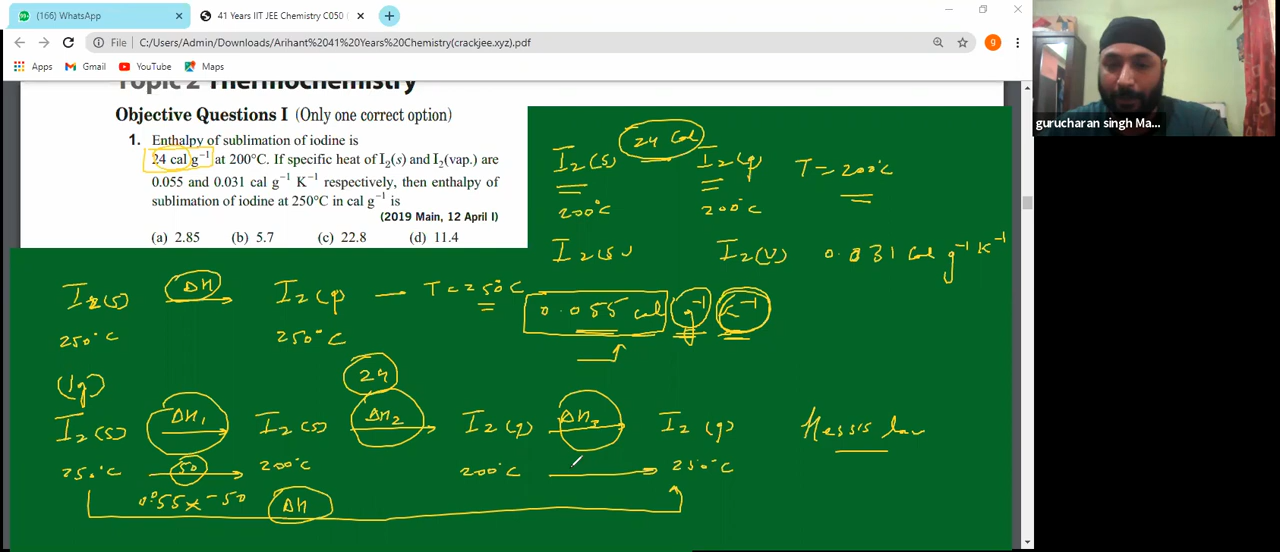 (166) WhatsApp
41 Years IIT JEE Chemistry C050
File C:/Users/Admin/Downloads/Arihant%2041%20Years%20Chemistry(crackjee.xyz).pdf
g
Apps Gmail YouTube Maps
Topic 2 Thermochemistry
Objective Questions I (Only one correct option)
1. Enthalpy of sublimation of iodine is
24 cal g⁻¹ at 200°C. If specific heat of I₂(s) and I₂(vap.) are
0.055 and 0.031 cal g⁻¹ K⁻¹ respectively, then enthalpy of
sublimation of iodine at 250°C in cal g⁻¹ is
(2019 Main, 12 April I)
(a) 2.85 (b) 5.7 (c) 22.8 (d) 11.4
gurucharan singh Ma...
24 Cal
I₂(s) I₂(g) T = 200°C
200°C 200°C
I₂(s) I₂(v) 0.031 Cal g⁻¹ K⁻¹
I₂(s) ΔH I₂(g) — T = 250°C
0.055 cal g⁻¹ K⁻¹
250°C 250°C
(1g)
24
I₂(s) ΔH₁ I₂(s) ΔH₂ I₂(g) ΔH₃ I₂(g) Hess's law
250°C 50 200°C 200°C 250°C
0.055 x -50 ΔH